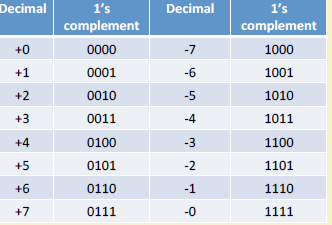 Decimal 1's complement Decimal 1's complement
+0 0000 -7 1000
+1 0001 -6 1001
+2 0010 -5 1010
+3 0011 -4 1011
+4 0100 -3 1100
+5 0101 -2 1101
+6 0110 -1 1110
+7 0111 -0 1111